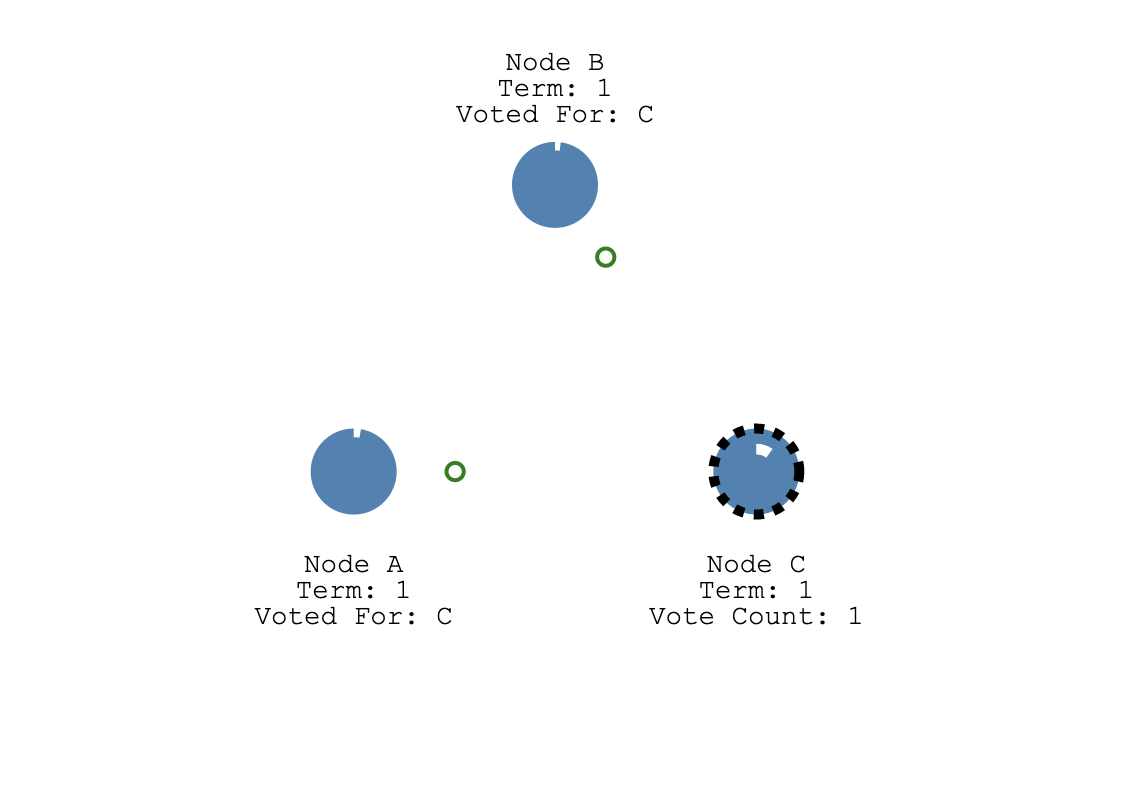 Node B
Term: 1
Voted For: C
Node A
Term: 1
Voted For: C
Node C
Term: 1
Vote Count: 1